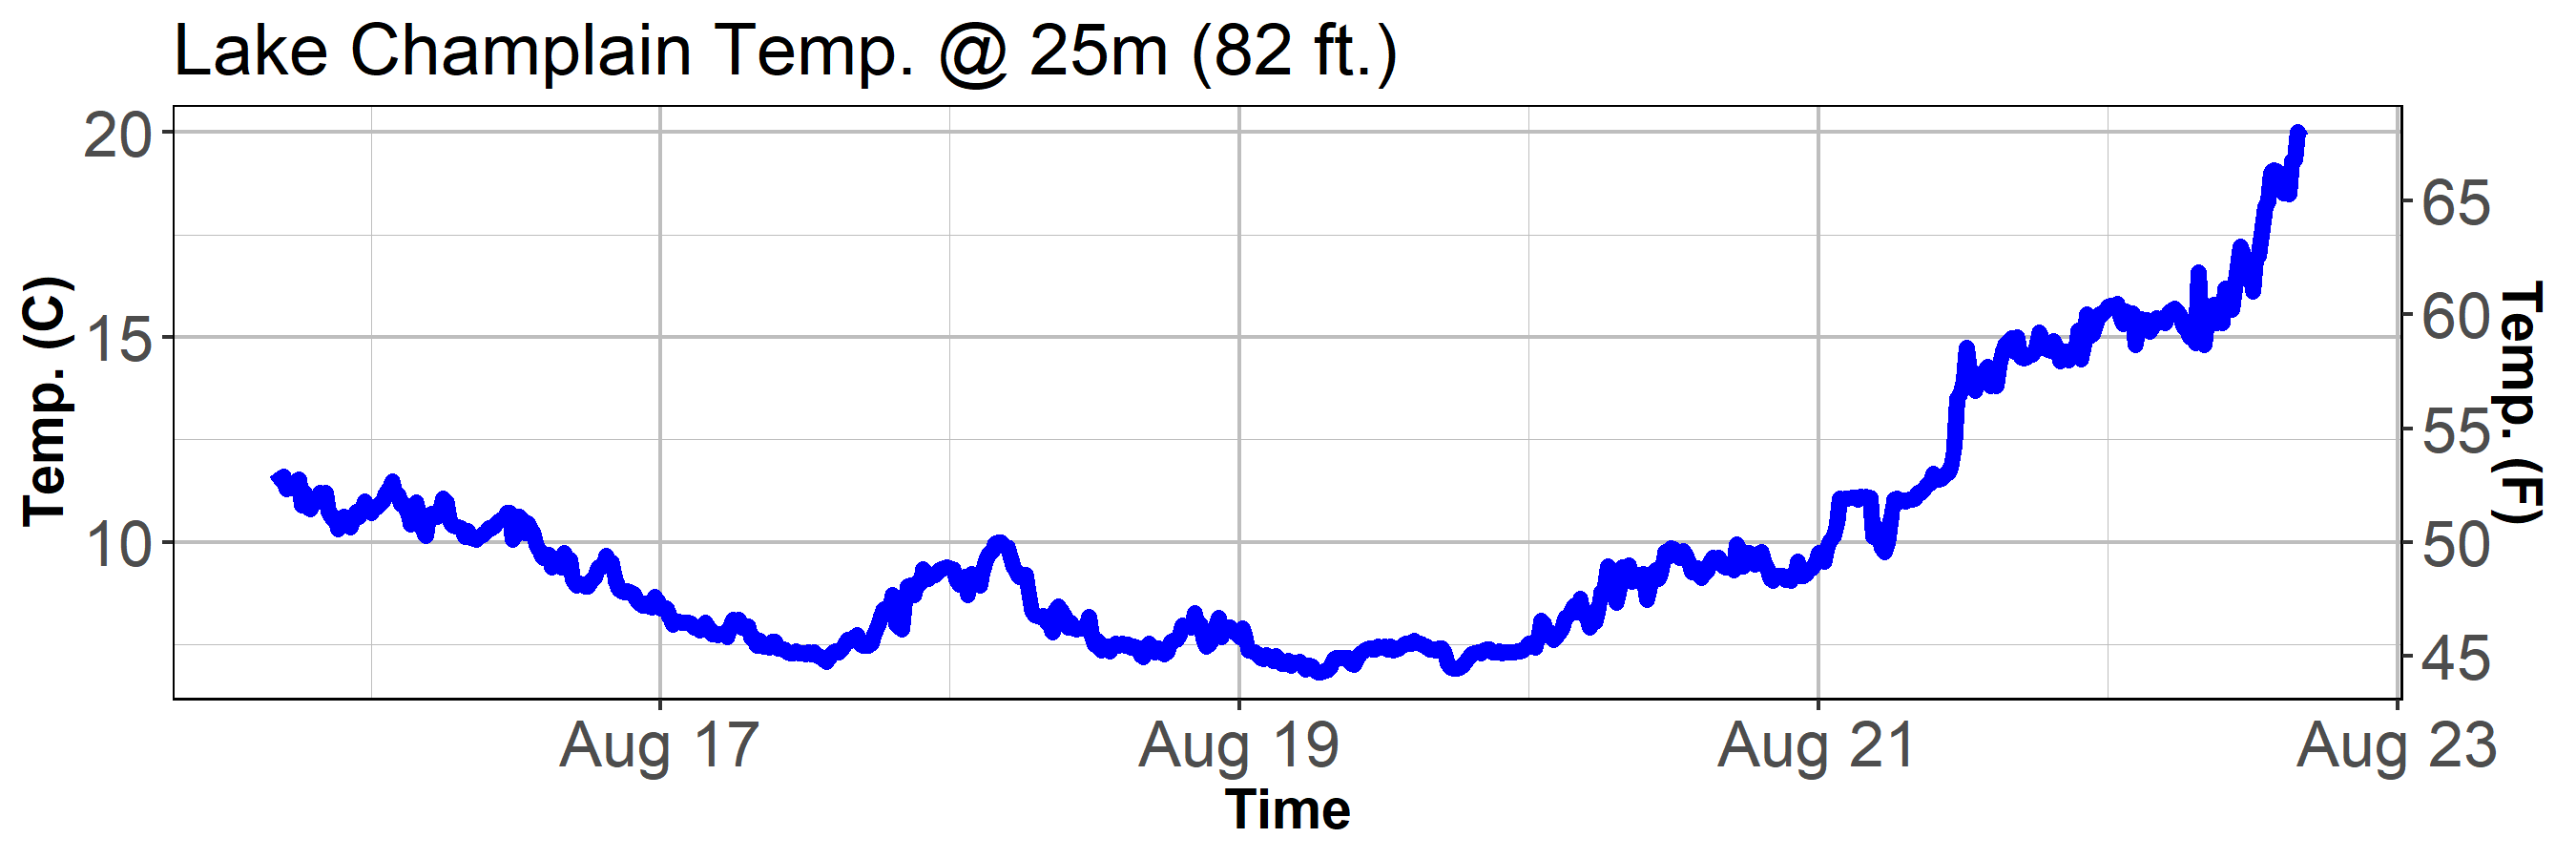 Lake Champlain Temp. @ 25m (82 ft.)
Temp. (C)
20
15
10
65
60
55
50
45
Temp. (F)
Aug 17
Aug 19
Aug 21
Aug 23
Time